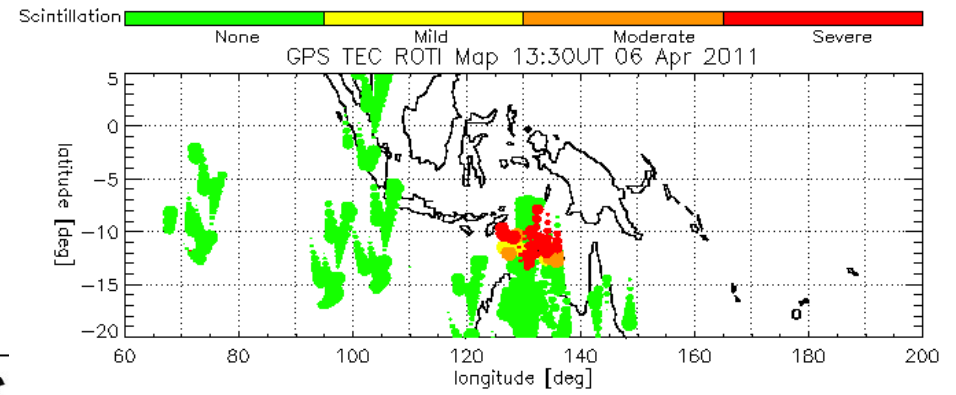 Scintillation
None Mild Moderate Severe
GPS TEC ROTI Map 13:30UT 06 Apr 2011
5
0
-5
-10
-15
-20
latitude [deg]
60 80 100 120 140 160 180 200
longitude [deg]